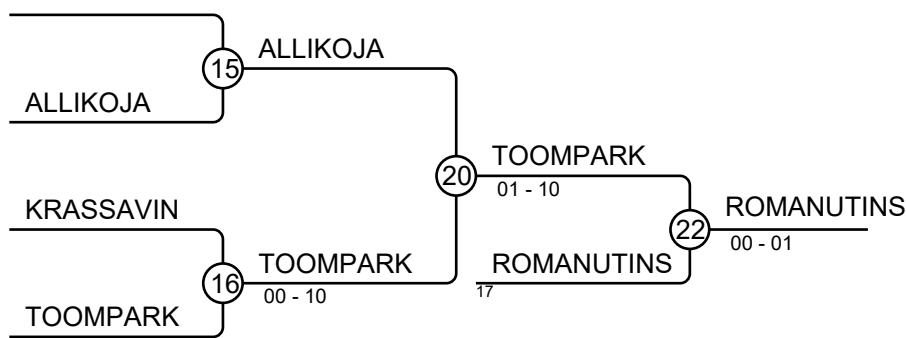 15
ALLIKOJA
ALLIKOJA
20
TOOMPARK
01 - 10
KRASSAVIN
22
ROMANUTINS
00 - 01
16
TOOMPARK
00 - 10
ROMANUTINS
17
TOOMPARK